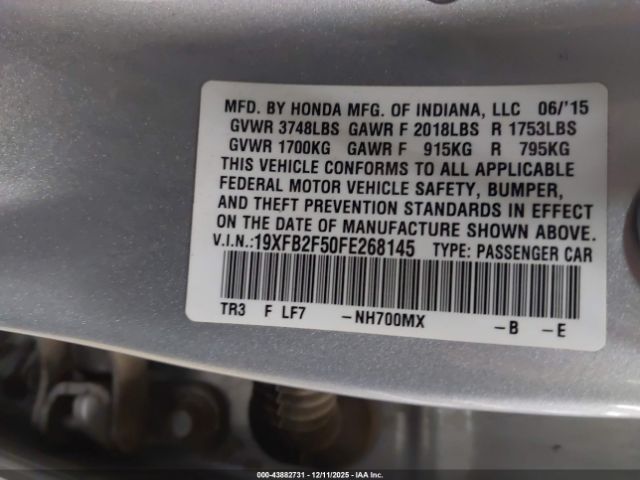 MFD. BY HONDA MFG. OF INDIANA, LLC 06/'15
GVWR 3748LBS GAWR F 2018LBS R 1753LBS
GVWR 1700KG GAWR F 915KG R 795KG
THIS VEHICLE CONFORMS TO ALL APPLICABLE
FEDERAL MOTOR VEHICLE SAFETY, BUMPER,
AND THEFT PREVENTION STANDARDS IN EFFECT
ON THE DATE OF MANUFACTURE SHOWN ABOVE.
V.I.N.:19XFB2F50FE268145 TYPE: PASSENGER CAR
TR3 F LF7 -NH700MX -B -E
000-43882731 - 12/11/2025 - IAA Inc.